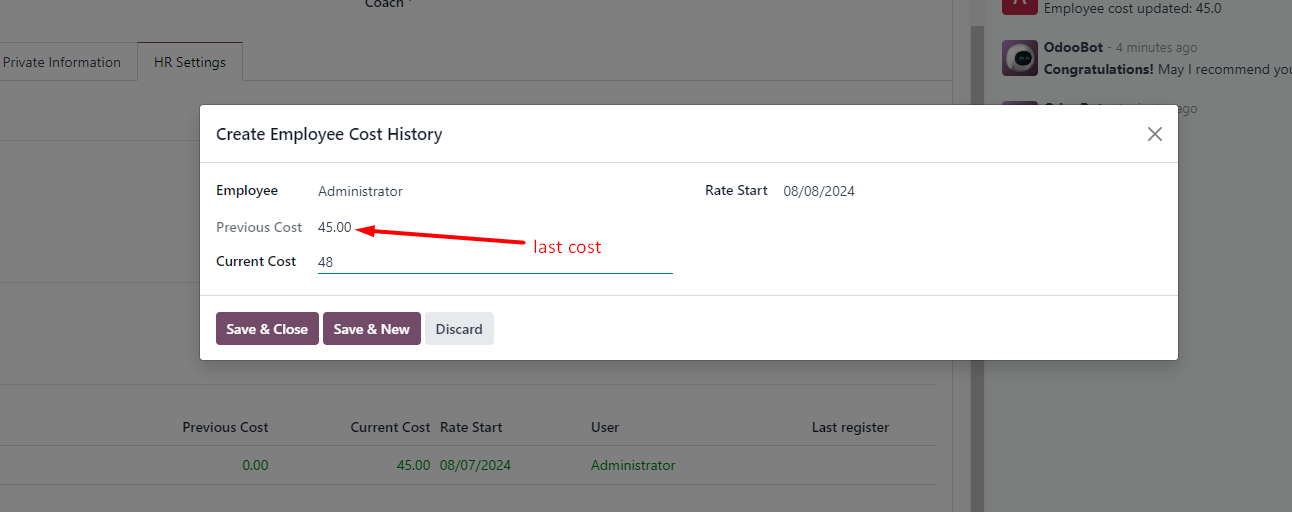 Coach
Employee cost updated: 45.0
Private Information
HR Settings
OdooBot - 4 minutes ago
Congratulations! May I recommend you
ago
Create Employee Cost History
Employee
Administrator
Rate Start
08/08/2024
Previous Cost
45.00
last cost
Current Cost
48
Save & Close
Save & New
Discard
Previous Cost
Current Cost
Rate Start
User
Last register
0.00
45.00
08/07/2024
Administrator